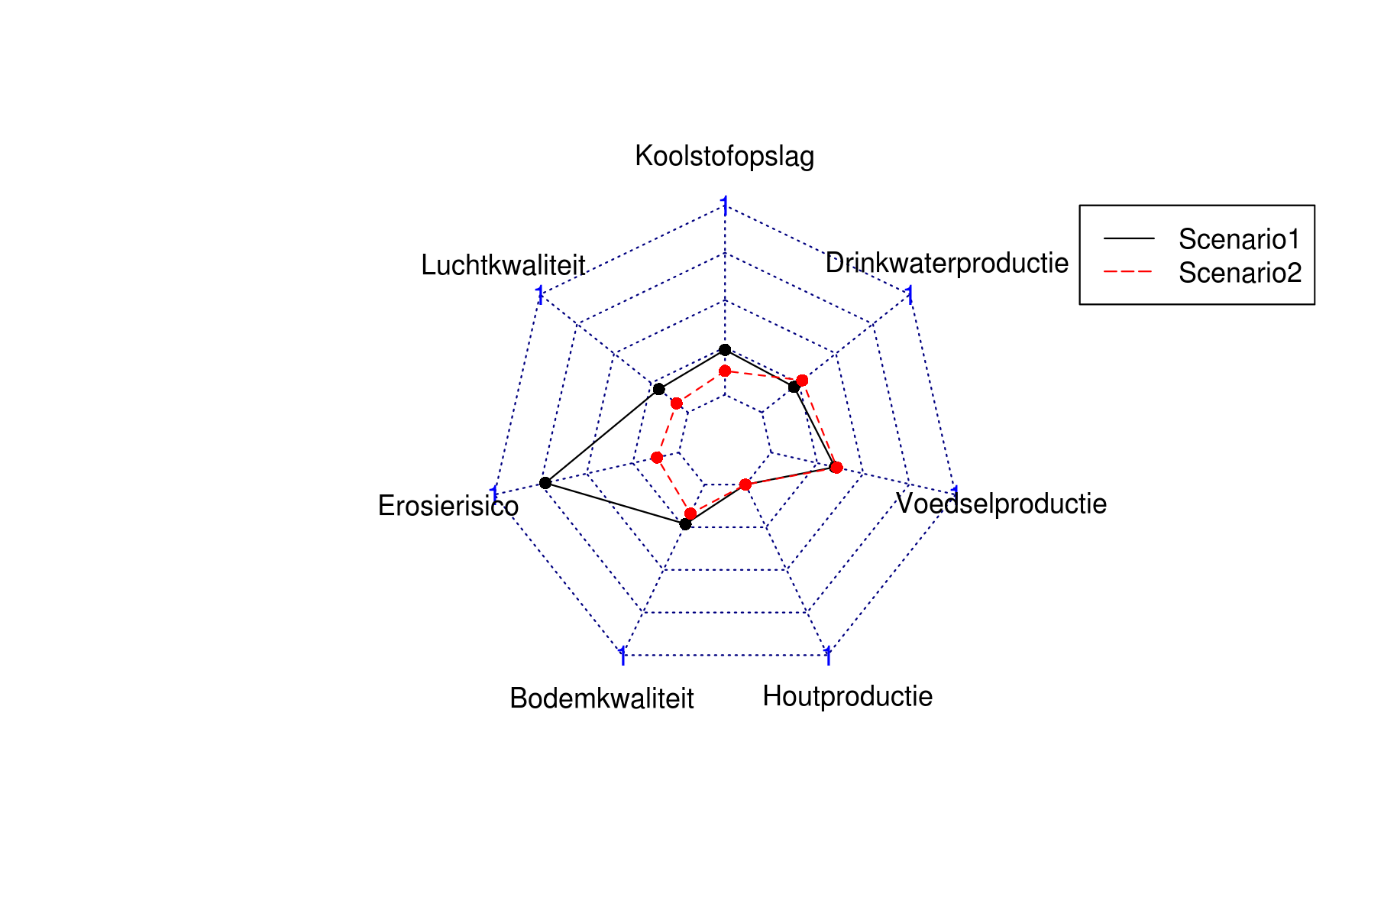 Koolstofopslag
1
Scenario1
Scenario2
Luchtkwaliteit
Drinkwaterproductie
1
1
Erosierisico
1
Voedselproductie
1
1
1
Bodemkwaliteit
Houtproductie